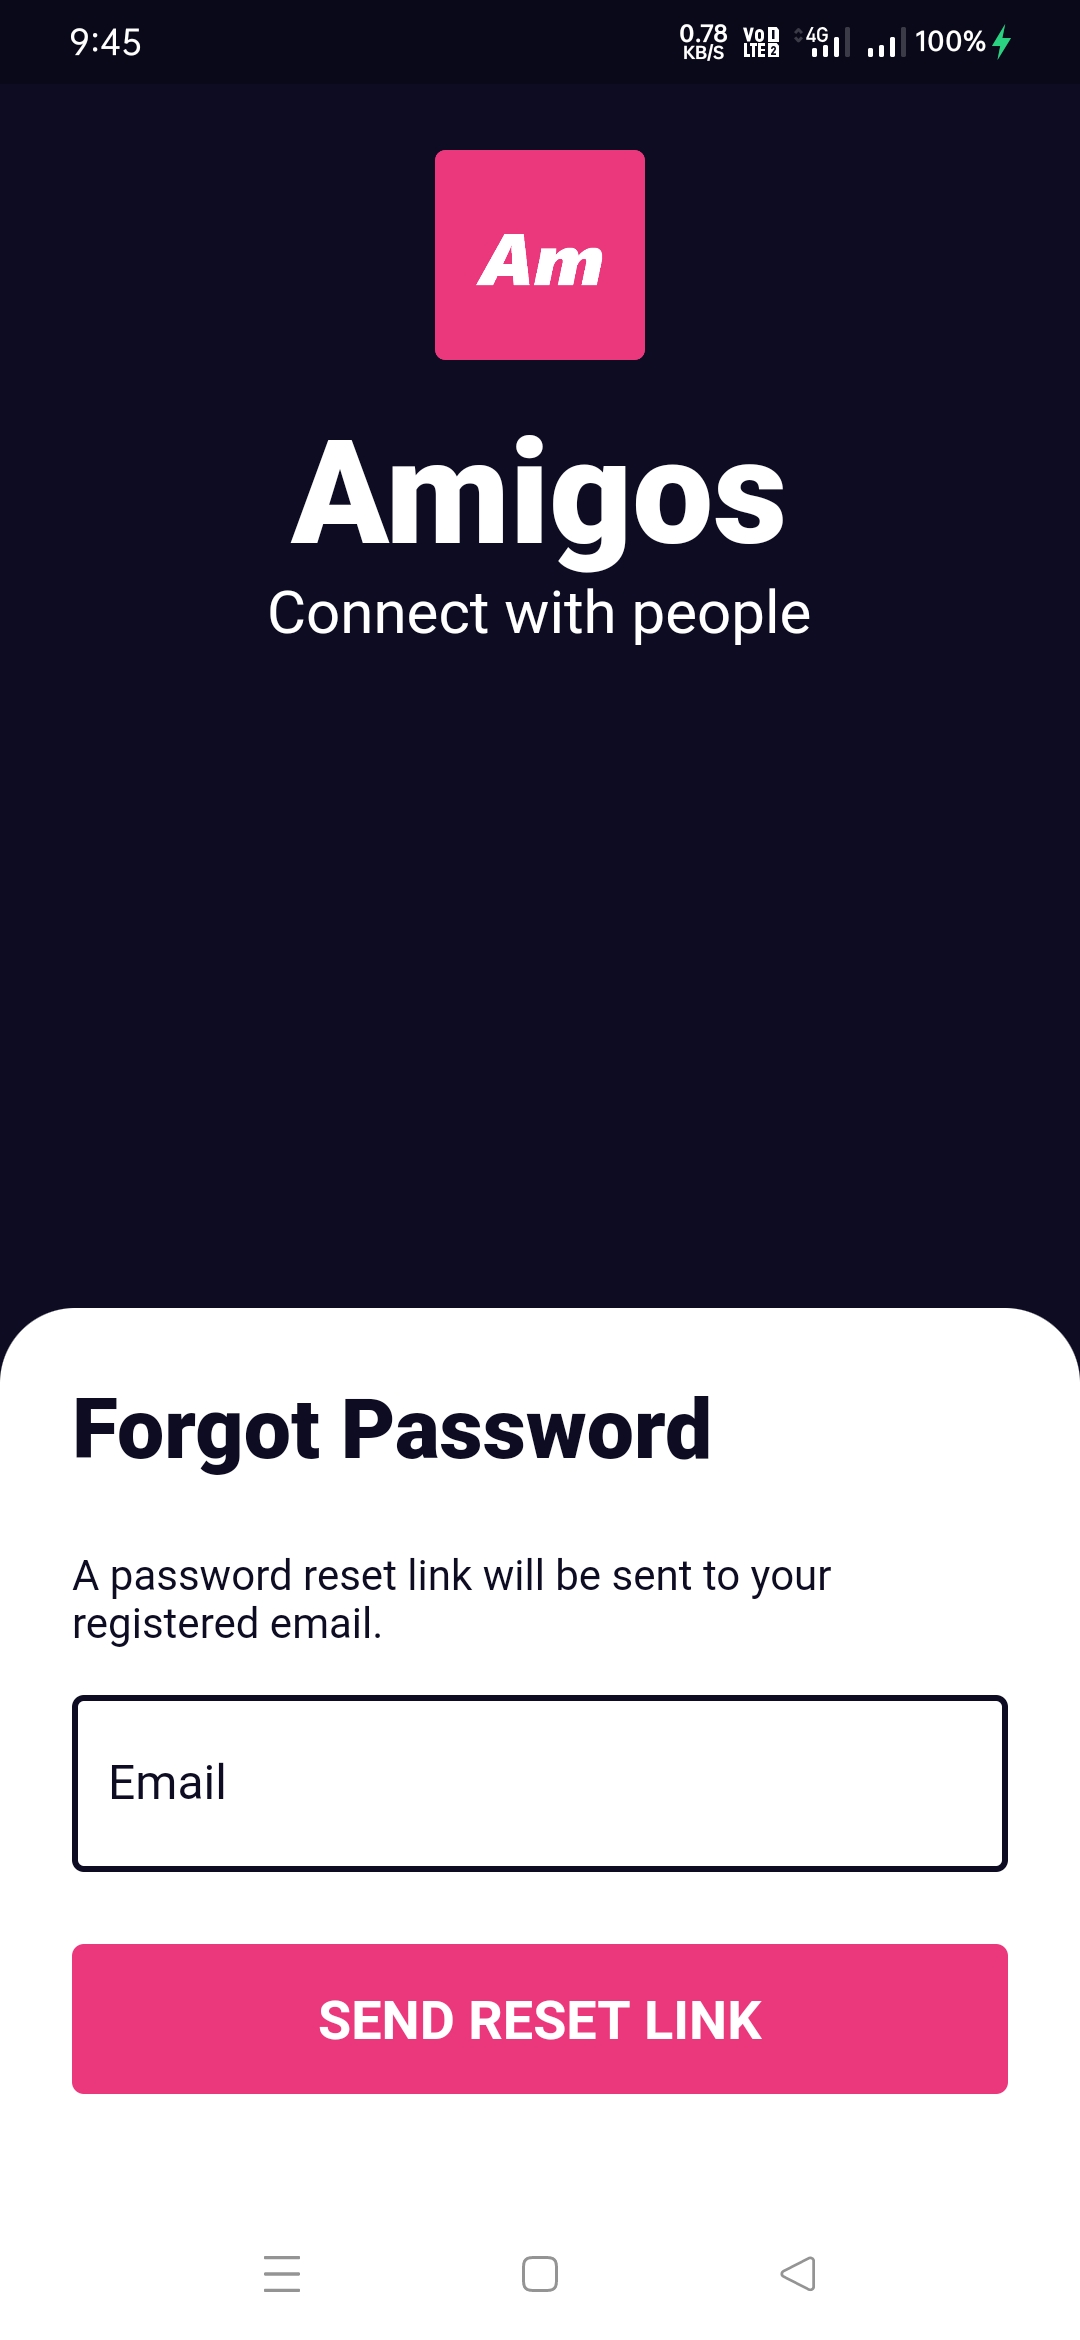 9:45
0.78
KB/S
Vo 1
LTE 2
4G
100%
Am
Amigos
Connect with people
Forgot Password
A password reset link will be sent to your
registered email.
Email
SEND RESET LINK